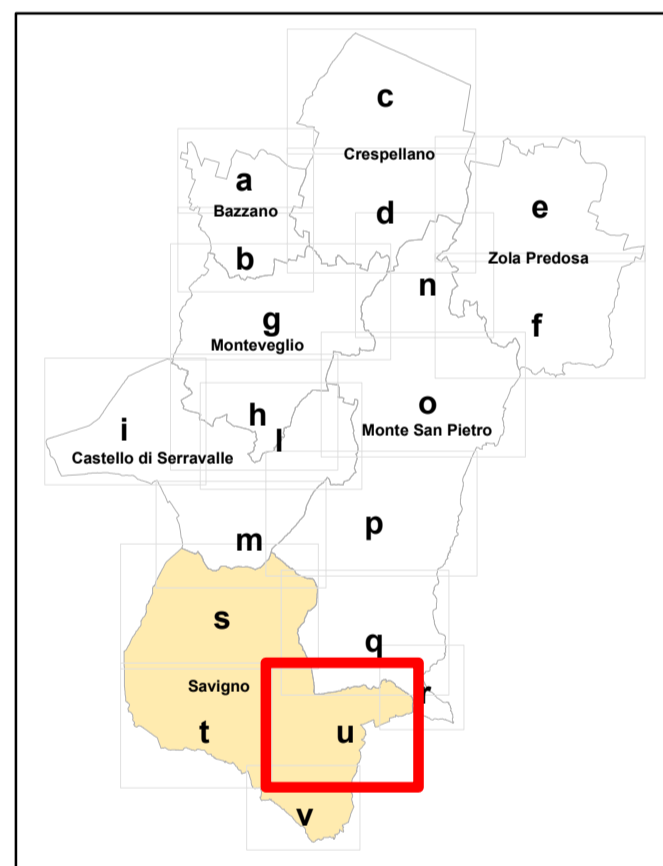 c
Crespellano
a
e
Bazzano
d
b
Zola Predosa
n
g
f
Monteveglio
h
o
i
l
Monte San Pietro
Castello di Serravalle
p
m
s
q
Savigno
r
t
u
v